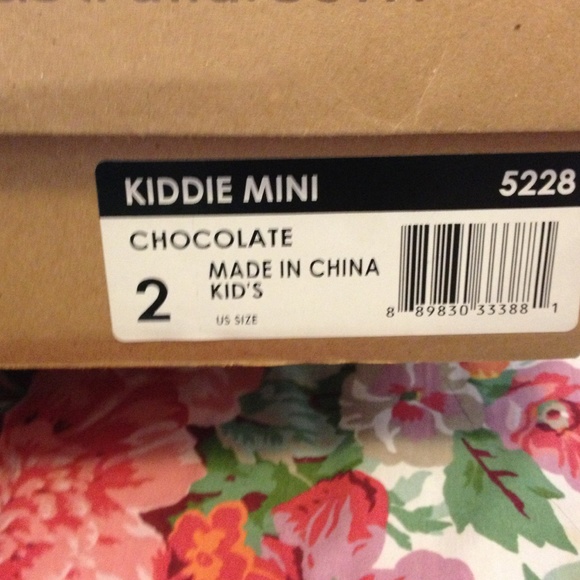 KIDDIE MINI 5228
CHOCOLATE
2 MADE IN CHINA
KID'S
US SIZE
8 89830 33388 1